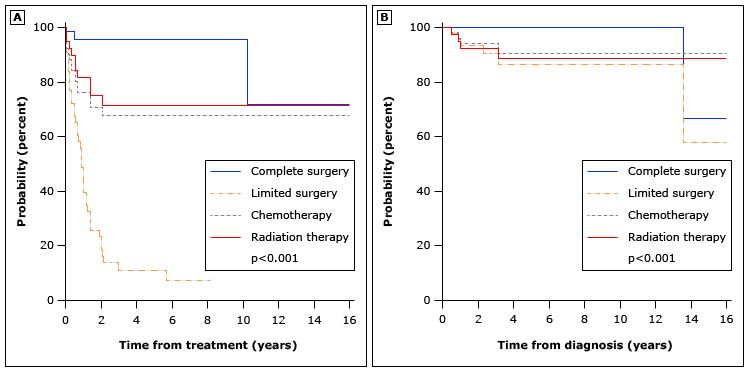 A
100
80
60
40
20
0
Probability (percent)
Complete surgery
Limited surgery
Chemotherapy
Radiation therapy
p<0.001
0 2 4 6 8 10 12 14 16
Time from treatment (years)
B
100
80
60
40
20
0
Probability (percent)
Complete surgery
Limited surgery
Chemotherapy
Radiation therapy
p<0.001
0 2 4 6 8 10 12 14 16
Time from diagnosis (years)